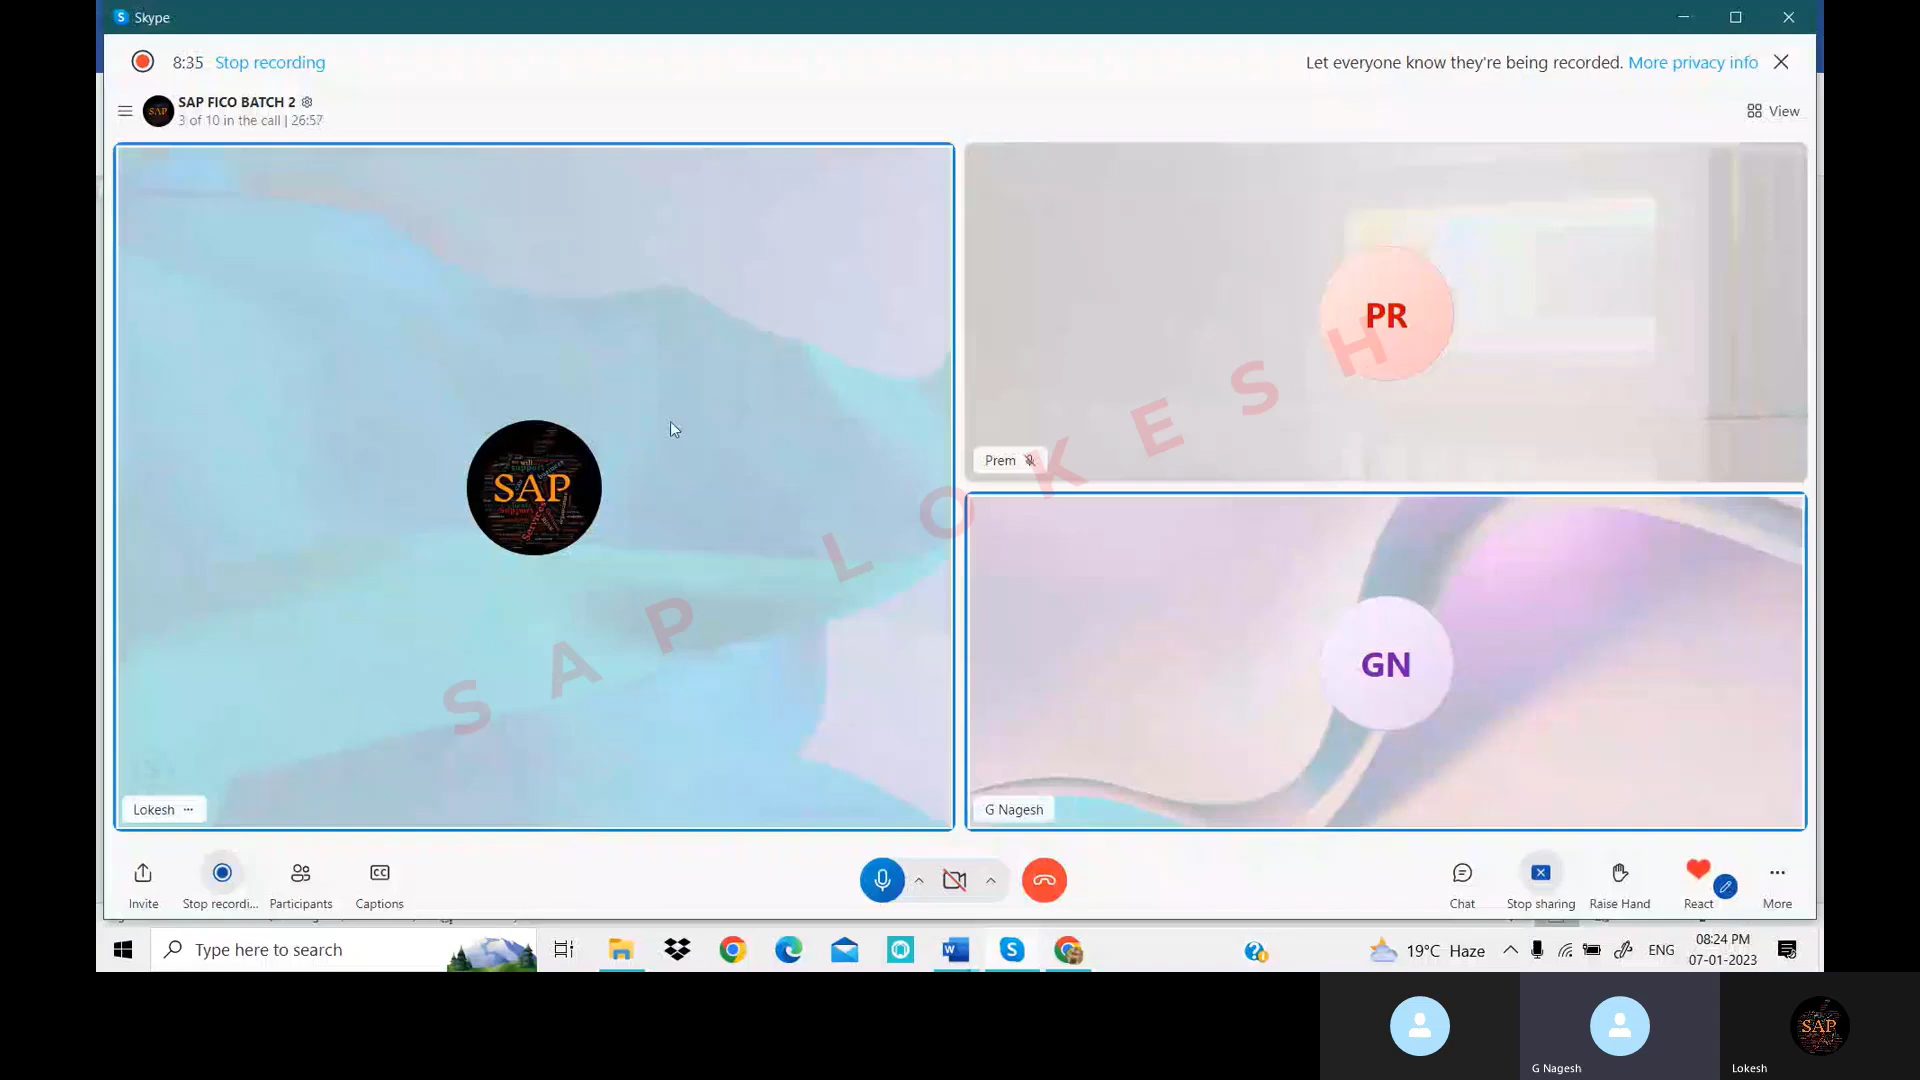 Skype
8:35 Stop recording
Let everyone know they're being recorded. More privacy info
SAP FICO BATCH 2
3 of 10 in the call | 26:57
View
SAP
PR
Prem
GN
SAP LOKESH
Lokesh
G Nagesh
Invite
Stop recordi...
Participants
Captions
Chat
Stop sharing
Raise Hand
React
More
Type here to search
19°C Haze
ENG
08:24 PM
07-01-2023
G Nagesh
SAP
Lokesh